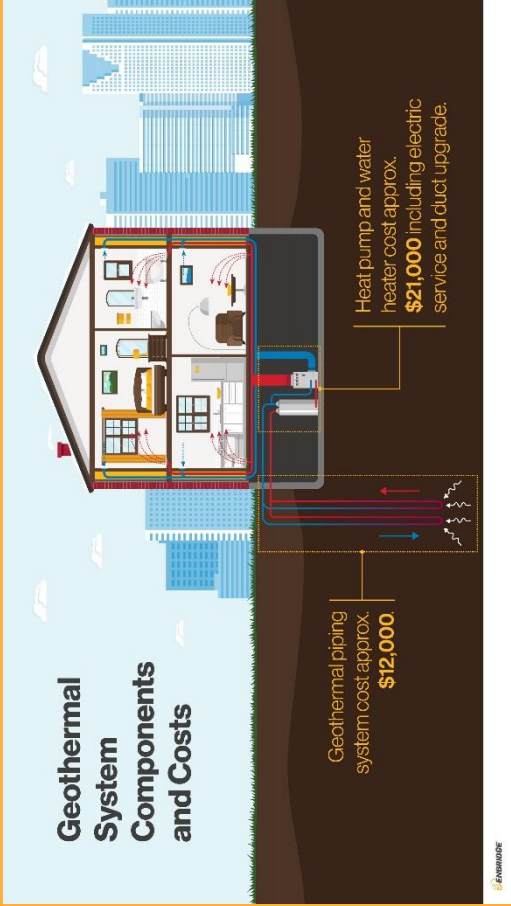 Geothermal
System
Components
and Costs
Geothermal piping
system cost approx.
$12,000.
Heat pump and water
heater cost approx.
$21,000 including electric
service and duct upgrade.
ENBRIDGE